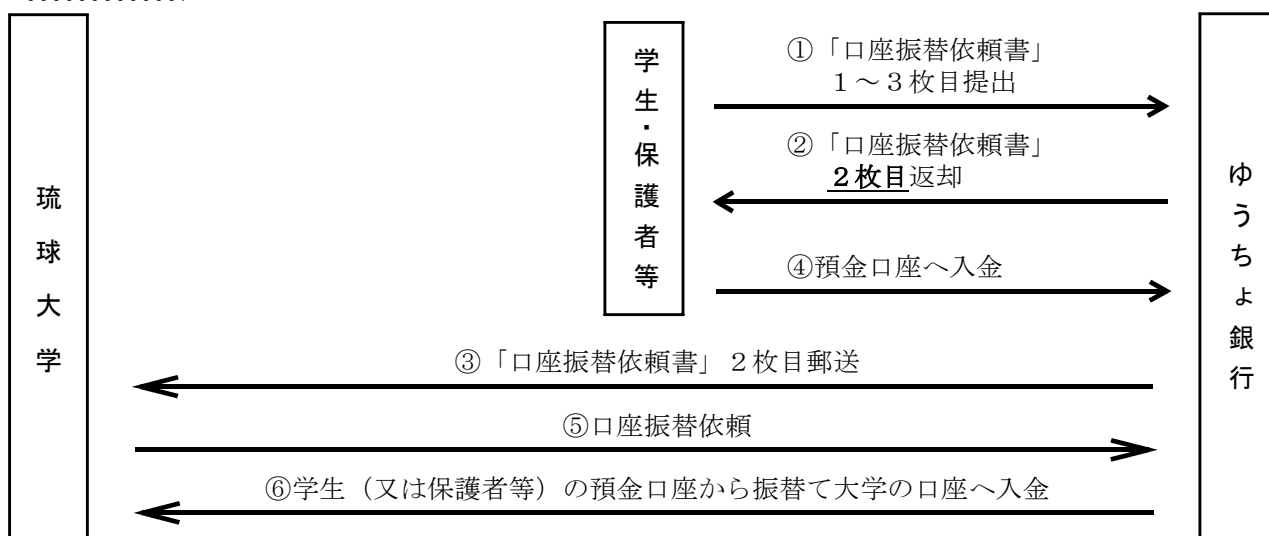 琉球大学
学生・保護者等
ゆうちょ銀行
①「口座振替依頼書」
1～3枚目提出
②「口座振替依頼書」
2枚目返却
④預金口座へ入金
③「口座振替依頼書」2枚目郵送
⑤口座振替依頼
⑥学生（又は保護者等）の預金口座から振替て大学の口座へ入金